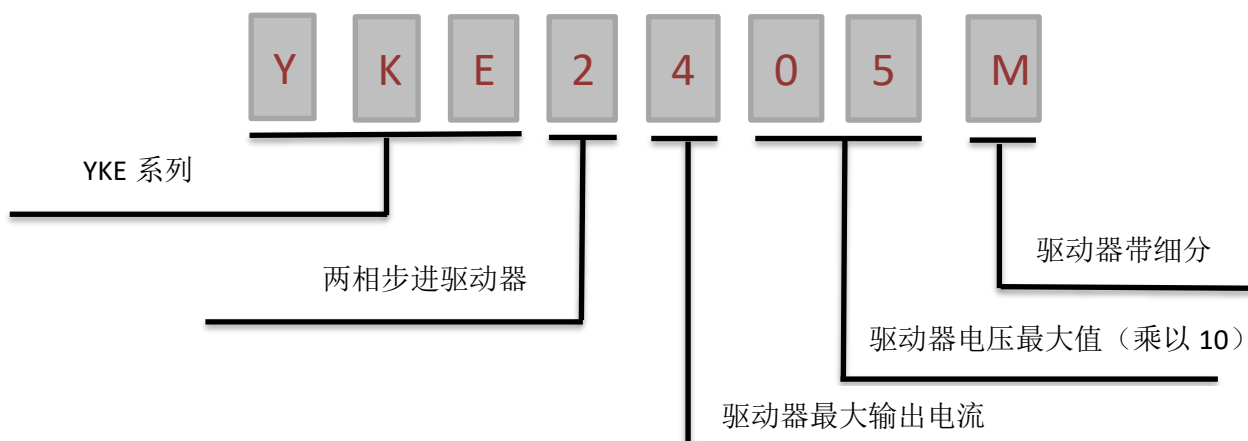 Y K E 2 4 0 5 M
YKE 系列
驱动器带细分
两相步进驱动器
驱动器电压最大值（乘以 10）
驱动器最大输出电流